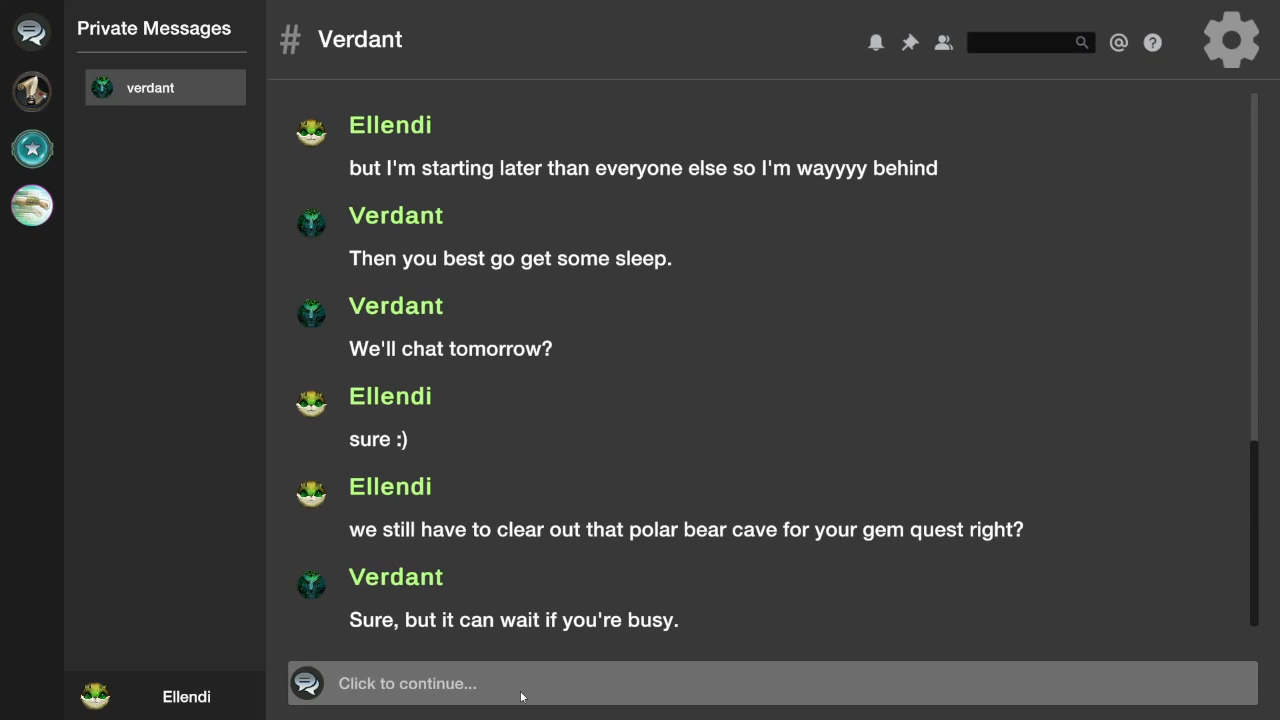 Private Messages
verdant
# Verdant
Ellendi
but I'm starting later than everyone else so I'm wayyyy behind
Verdant
Then you best go get some sleep.
Verdant
We'll chat tomorrow?
Ellendi
sure :)
Ellendi
we still have to clear out that polar bear cave for your gem quest right?
Verdant
Sure, but it can wait if you're busy.
Click to continue...
Ellendi